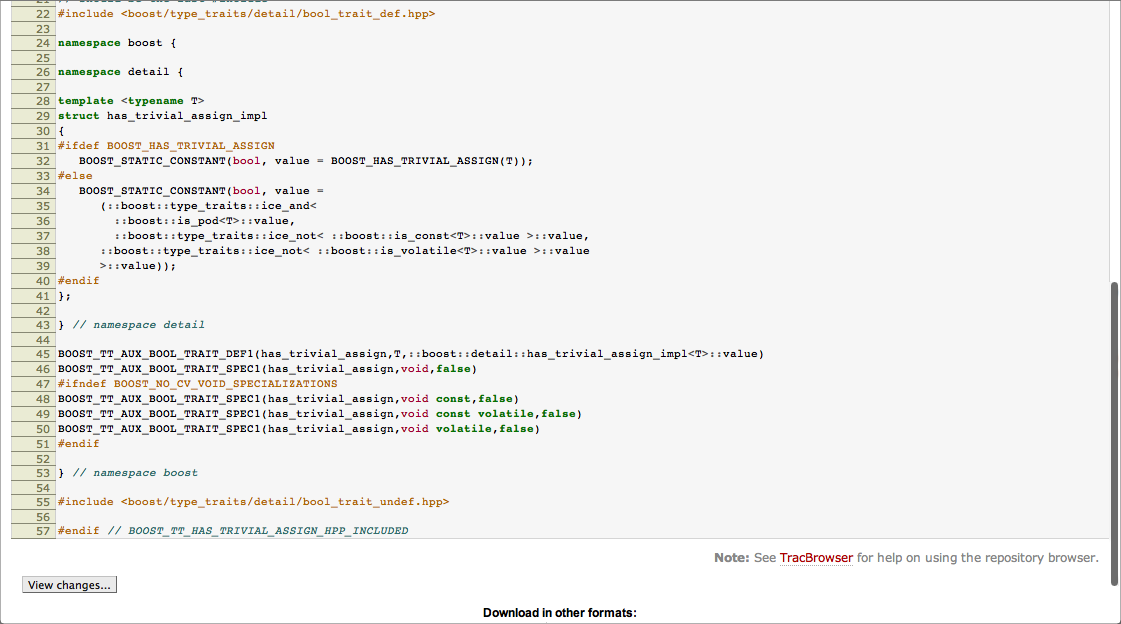 22 #include <boost/type_traits/detail/bool_trait_def.hpp>
23
24 namespace boost {
25
26 namespace detail {
27
28 template <typename T>
29 struct has_trivial_assign_impl
30 {
31 #ifdef BOOST_HAS_TRIVIAL_ASSIGN
32    BOOST_STATIC_CONSTANT(bool, value = BOOST_HAS_TRIVIAL_ASSIGN(T));
33 #else
34    BOOST_STATIC_CONSTANT(bool, value =
35       (::boost::type_traits::ice_and<
36         ::boost::is_pod<T>::value,
37         ::boost::type_traits::ice_not< ::boost::is_const<T>::value >::value,
38       ::boost::type_traits::ice_not< ::boost::is_volatile<T>::value >::value
39       >::value));
40 #endif
41 };
42
43 } // namespace detail
44
45 BOOST_TT_AUX_BOOL_TRAIT_DEF1(has_trivial_assign,T,::boost::detail::has_trivial_assign_impl<T>::value)
46 BOOST_TT_AUX_BOOL_TRAIT_SPEC1(has_trivial_assign,void,false)
47 #ifndef BOOST_NO_CV_VOID_SPECIALIZATIONS
48 BOOST_TT_AUX_BOOL_TRAIT_SPEC1(has_trivial_assign,void const,false)
49 BOOST_TT_AUX_BOOL_TRAIT_SPEC1(has_trivial_assign,void const volatile,false)
50 BOOST_TT_AUX_BOOL_TRAIT_SPEC1(has_trivial_assign,void volatile,false)
51 #endif
52
53 } // namespace boost
54
55 #include <boost/type_traits/detail/bool_trait_undef.hpp>
56
57 #endif // BOOST_TT_HAS_TRIVIAL_ASSIGN_HPP_INCLUDED
Note: See TracBrowser for help on using the repository browser.
View changes...
Download in other formats: